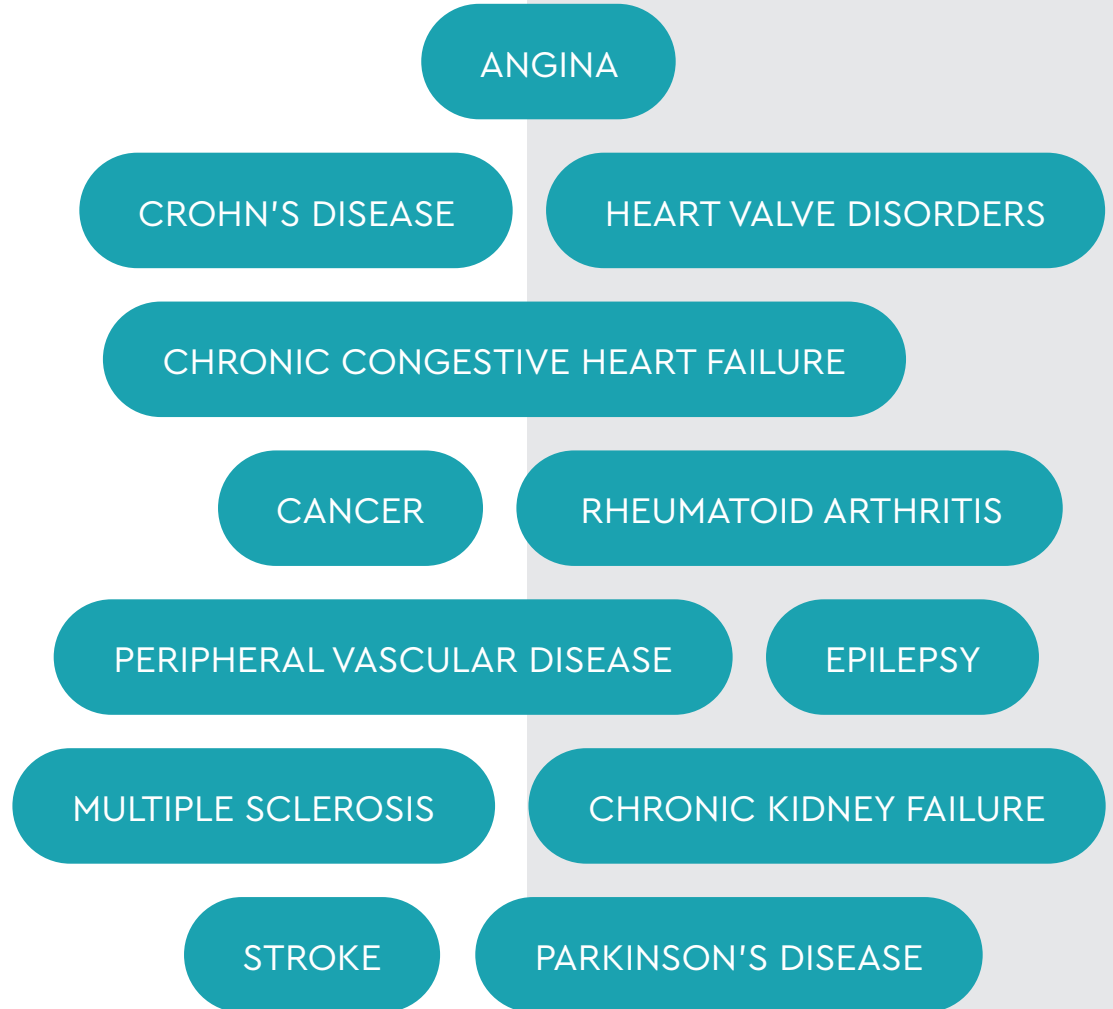 ANGINA
CROHN'S DISEASE
HEART VALVE DISORDERS
CHRONIC CONGESTIVE HEART FAILURE
CANCER
RHEUMATOID ARTHRITIS
PERIPHERAL VASCULAR DISEASE
EPILEPSY
MULTIPLE SCLEROSIS
CHRONIC KIDNEY FAILURE
STROKE
PARKINSON'S DISEASE